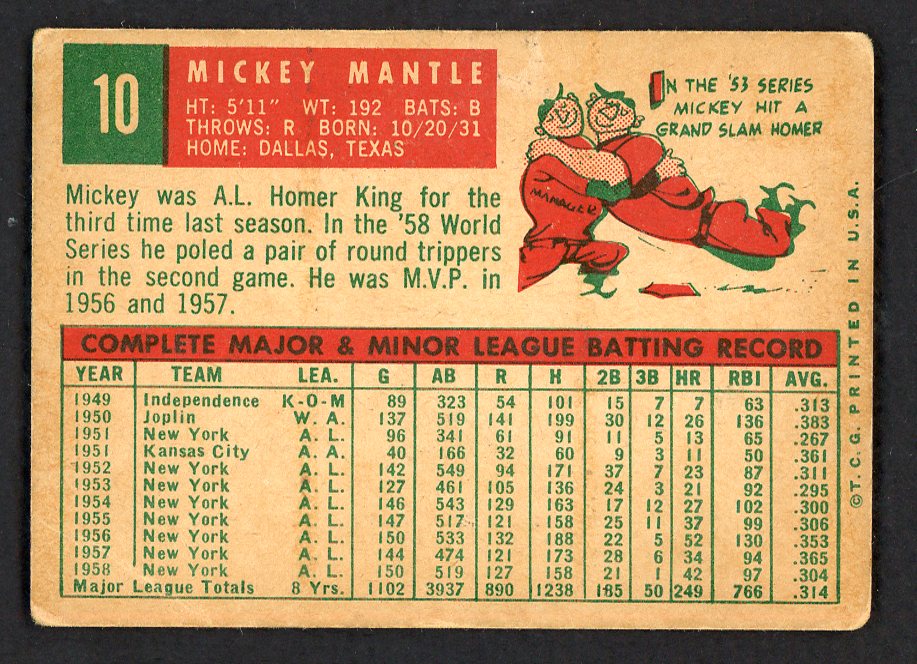 10
MICKEY MANTLE
HT: 5'11" WT: 192 BATS: B
THROWS: R BORN: 10/20/31
HOME: DALLAS, TEXAS
IN THE '53 SERIES
MICKEY HIT A
GRAND SLAM HOMER
MANAGER
Mickey was A.L. Homer King for the
third time last season. In the '58 World
Series he poled a pair of round trippers
in the second game. He was M.V.P. in
1956 and 1957.
COMPLETE MAJOR & MINOR LEAGUE BATTING RECORD
YEAR TEAM LEA. G AB R H 2B 3B HR RBI AVG.
1949 Independence K-O-M 89 323 54 101 15 7 7 63 .313
1950 Joplin W. A. 137 519 141 199 30 12 26 136 .383
1951 New York A. L. 96 341 61 91 11 5 13 65 .267
1951 Kansas City A. A. 40 166 32 60 9 3 11 50 .361
1952 New York A. L. 142 549 94 171 37 7 23 87 .311
1953 New York A. L. 127 461 105 136 24 3 21 92 .295
1954 New York A. L. 146 543 129 163 17 12 27 102 .300
1955 New York A. L. 147 517 121 158 25 11 37 99 .306
1956 New York A. L. 150 533 132 188 22 5 52 130 .353
1957 New York A. L. 144 474 121 173 28 6 34 94 .365
1958 New York A. L. 150 519 127 158 21 1 42 97 .304
Major League Totals 8 Yrs. 1102 3937 890 1238 185 50 249 766 .314
©T. C. G. PRINTED IN U.S.A.